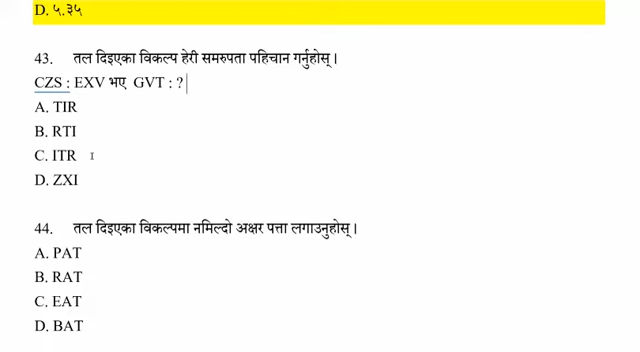 D. ५.३५
43. तल दिइएका विकल्प हेरी समरुपता पहिचान गर्नुहोस् ।
CZS : EXV भए GVT : ?
A. TIR
B. RTI
C. ITR
D. ZXI
44. तल दिइएका विकल्पमा नमिल्दो अक्षर पत्ता लगाउनुहोस् ।
A. PAT
B. RAT
C. EAT
D. BAT